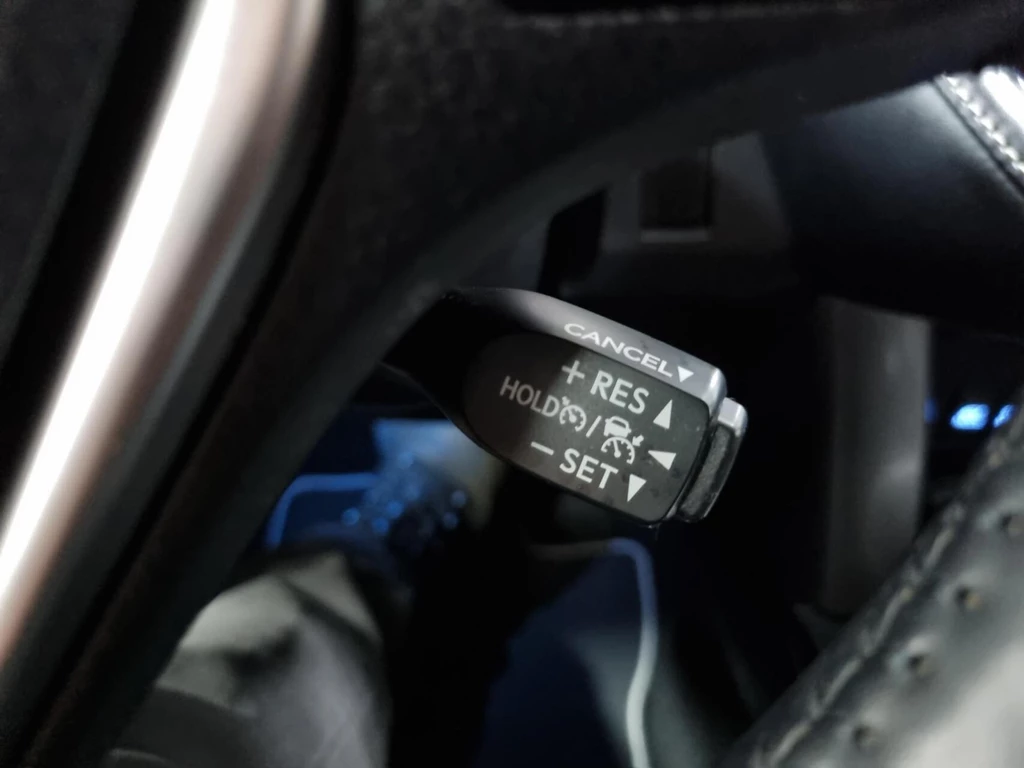 CANCEL▼
+ RES ▲
HOLD / ◀
− SET ▼